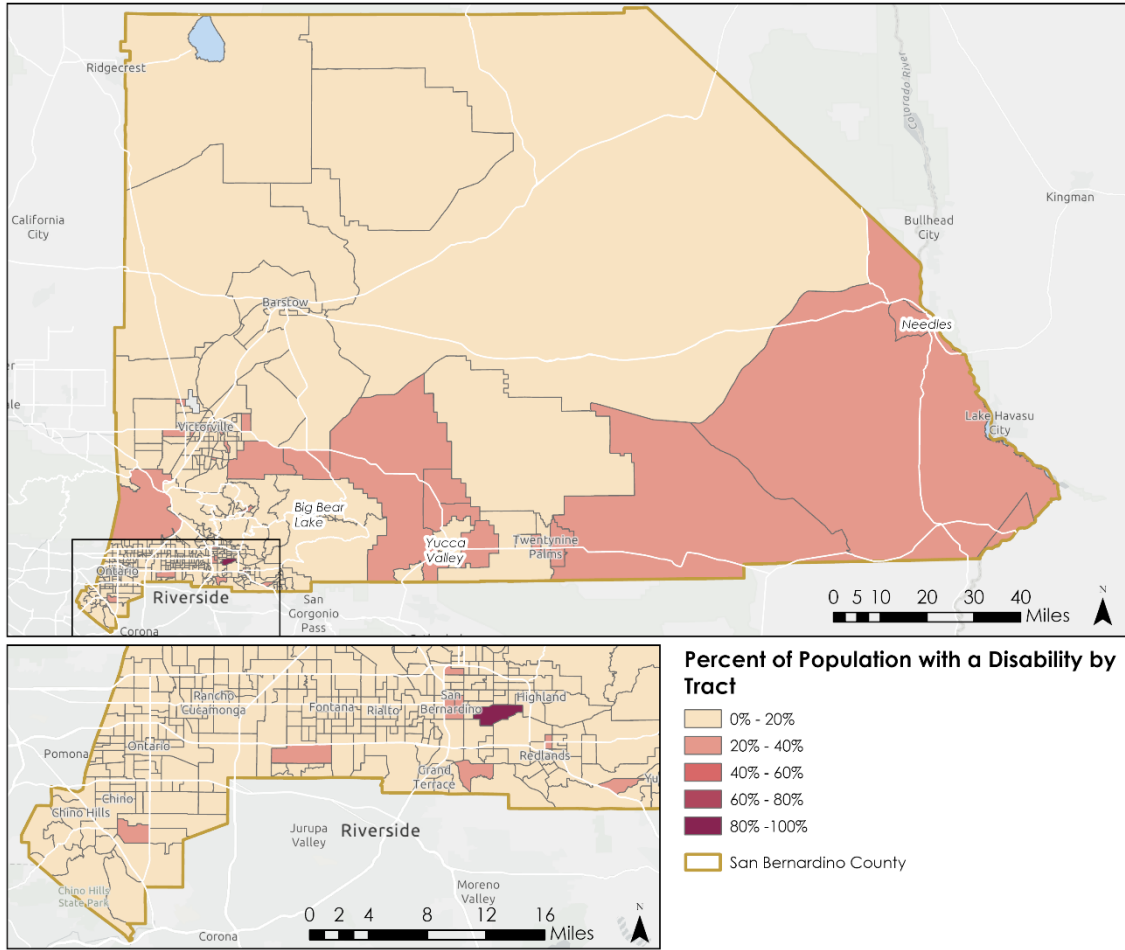 Ridgecrest
Colorado River
Kingman
California
City
Bullhead
City
Barstow
Needles
Lake Havasu
City
Victorville
Big Bear
Lake
Yucca
Valley
Twentynine
Palms
Ontario
Riverside
San
Gorgonio
Pass
Corona
N
0 5 10 20 30 40
Miles
Percent of Population with a Disability by
Tract
0% - 20%
20% - 40%
40% - 60%
60% - 80%
80% -100%
San Bernardino County
Rancho
Cucamonga
Fontana
Rialto
San
Bernardino
Highland
Pomona
Ontario
Redlands
Grand
Terrace
Yu
Chino
Chino Hills
Jurupa
Valley
Riverside
Chino Hills
State Park
Moreno
Valley
Corona
N
0 2 4 8 12 16
Miles